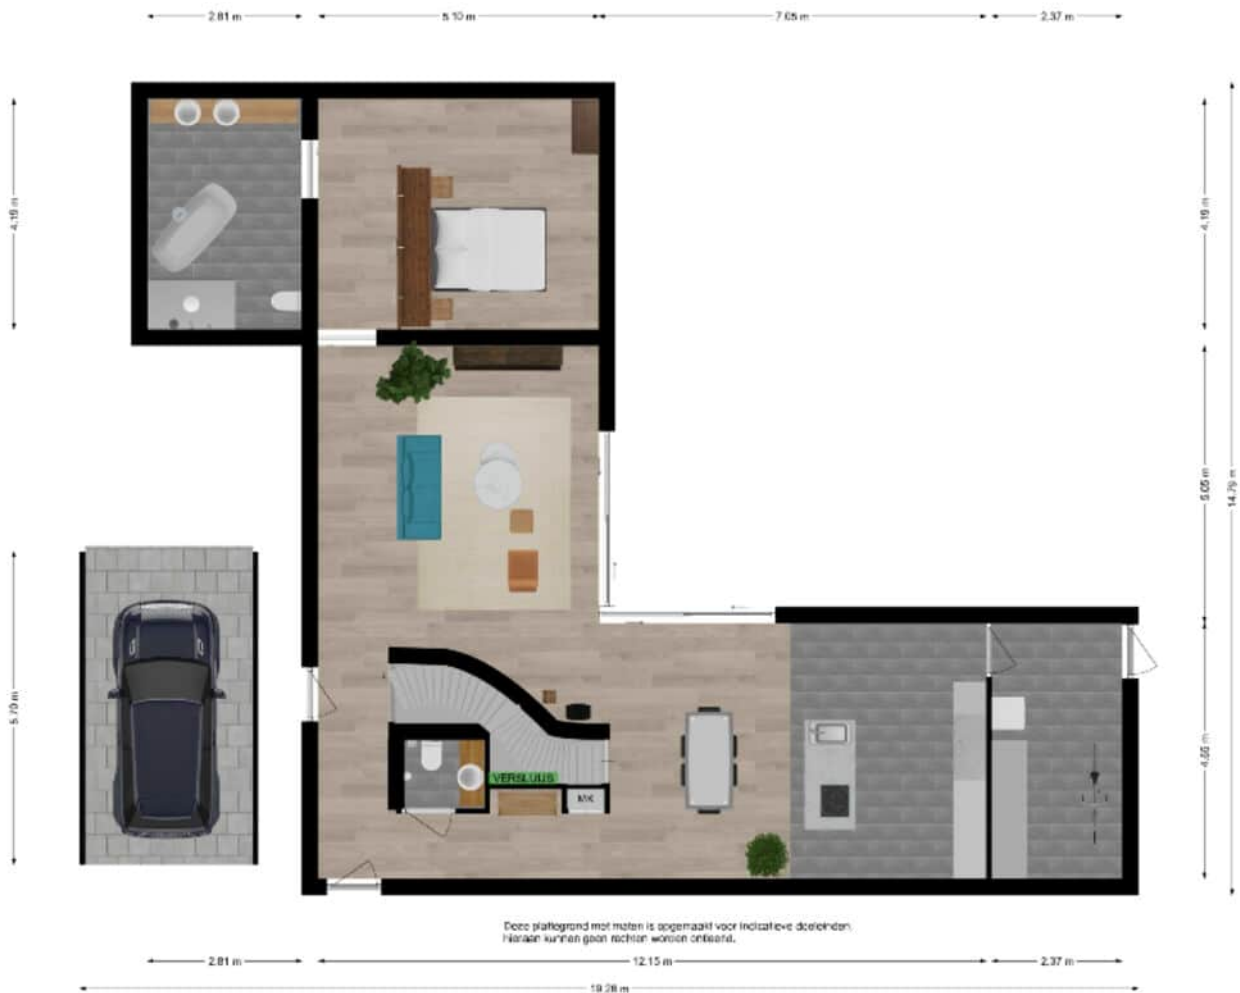 2.81 m
5.10 m
7.05 m
2.37 m
4.19 m
4.19 m
5.05 m
14.79 m
5.70 m
4.65 m
VERSLUUS
MK
Deze plattegrond met maten is opgemaakt voor indicatieve doeleinden.
Hieraan kunnen geen rechten worden ontleend.
2.81 m
12.15 m
2.37 m
19.28 m